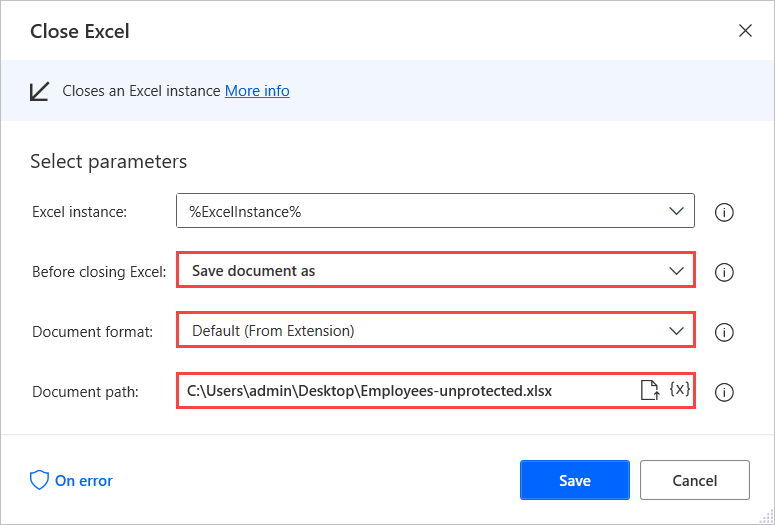 Close Excel
Closes an Excel instance More info
Select parameters
Excel instance: %ExcelInstance%
Before closing Excel: Save document as
Document format: Default (From Extension)
Document path: C:\Users\admin\Desktop\Employees-unprotected.xlsx {x}
On error Save Cancel